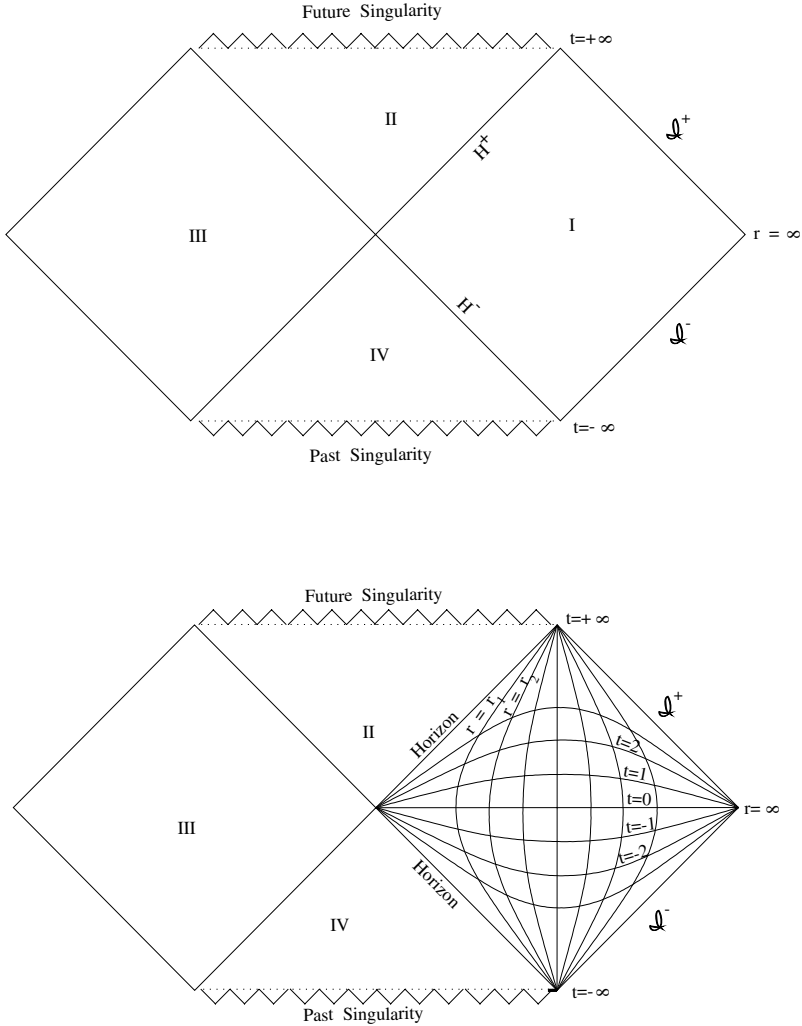 Future Singularity
t=+∞
II
H+
ℐ+
III
I
r = ∞
H-
ℐ-
IV
t=-∞
Past Singularity
Future Singularity
t=+∞
r = r1
r = r2
ℐ+
Horizon
II
t=2
t=1
t=0
r=∞
III
t=-1
t=-2
Horizon
ℐ-
IV
t=-∞
Past Singularity